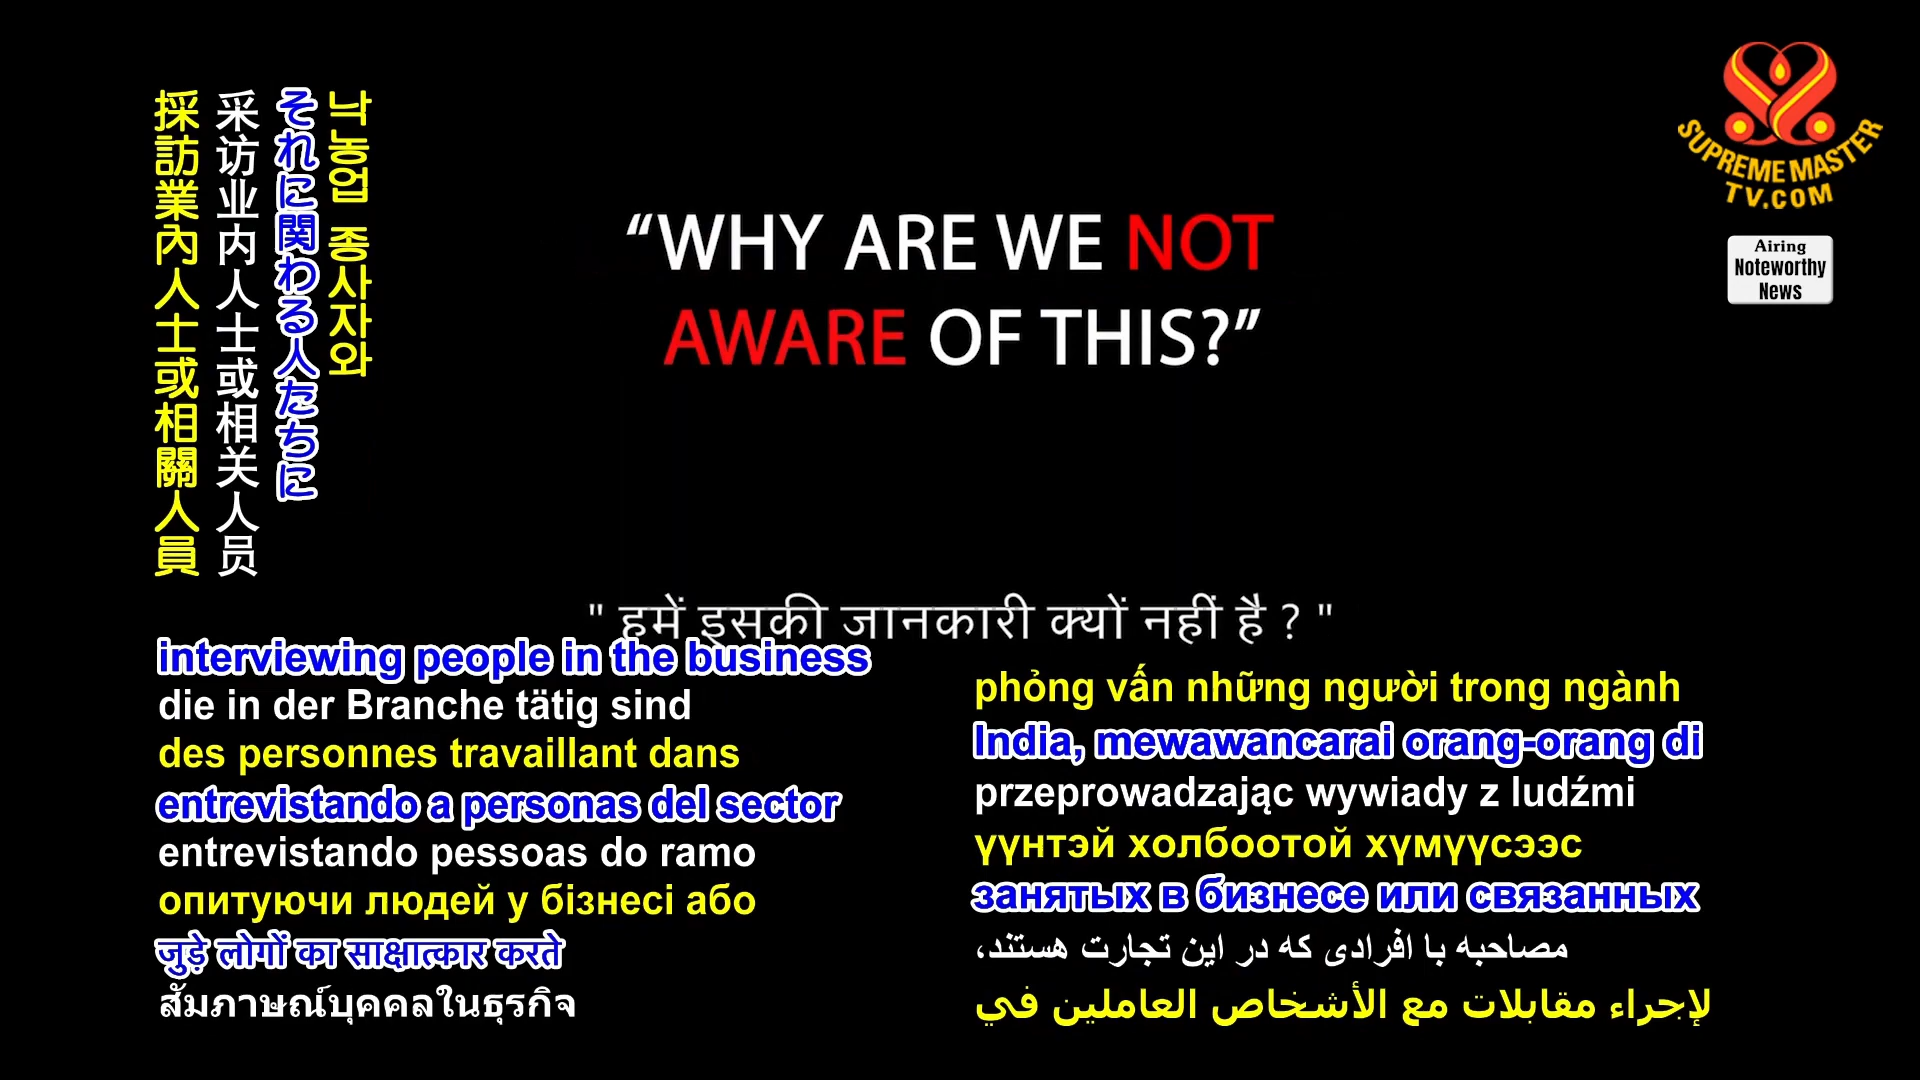 採訪業內人士或相關人員
采访业内人士或相关人员
それに関わる人たちに
낙농업 종사자와
“WHY ARE WE NOT
AWARE OF THIS?”
SUPREME MASTER
TV.COM
Airing
Noteworthy
News
" हमें इसकी जानकारी क्यों नहीं है ? "
interviewing people in the business
die in der Branche tätig sind
des personnes travaillant dans
entrevistando a personas del sector
entrevistando pessoas do ramo
опитуючи людей у бізнесі або
जुड़े लोगों का साक्षात्कार करते
สัมภาษณ์บุคคลในธุรกิจ
phỏng vấn những người trong ngành
India, mewawancarai orang-orang di
przeprowadzając wywiady z ludźmi
үүнтэй холбоотой хүмүүсээс
занятых в бизнесе или связанных
مصاحبه با افرادی که در این تجارت هستند،
لإجراء مقابلات مع الأشخاص العاملين في